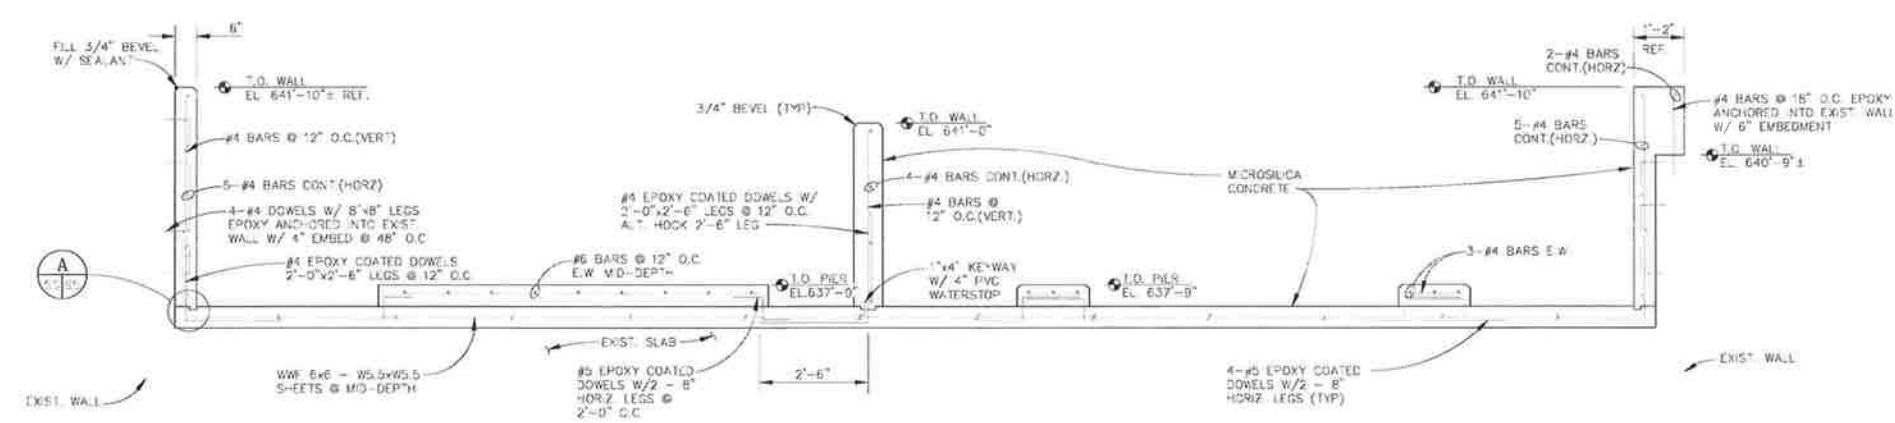 6"
FILL 3/4" BEVEL
W/ SEALANT
T.O. WALL
EL. 641'-10"± REF.
#4 BARS @ 12" O.C.(VERT)
5-#4 BARS CONT.(HORZ)
4-#4 DOWELS W/ 8"x8" LEGS
EPOXY ANCHORED INTO EXIST
WALL W/ 4" EMBED @ 48" O.C
#4 EPOXY COATED DOWELS
2'-0"x2'-6" LEGS @ 12" O.C.
A
EXIST. WALL
WWF 6x6 - W5.5xW5.5
SHEETS @ MID-DEPTH
#6 BARS @ 12" O.C.
E.W. MID-DEPTH
EXIST. SLAB
#5 EPOXY COATED
DOWELS W/2 - 8"
HORIZ. LEGS @
2'-0" O.C.
2'-6"
3/4" BEVEL (TYP)
#4 EPOXY COATED DOWELS W/
2'-0"x2'-6" LEGS @ 12" O.C.
ALT. HOOK 2'-6" LEG
T.O. PIER
EL.637'-9"
T.O. WALL
EL. 641'-0"
4-#4 BARS CONT.(HORZ.)
#4 BARS @
12" O.C.(VERT.)
1"x4" KEYWAY
W/ 4" PVC
WATERSTOP
T.O. PIER
EL. 637'-9"
MICROSILICA
CONCRETE
3-#4 BARS E.W.
4-#5 EPOXY COATED
DOWELS W/2 - 8"
HORIZ. LEGS (TYP)
T.O. WALL
EL. 641'-10"
5-#4 BARS
CONT.(HORZ.)
2-#4 BARS
CONT.(HORZ)
1'-2"
REF.
#4 BARS @ 18" O.C. EPOXY
ANCHORED INTO EXIST. WALL
W/ 6" EMBEDMENT
T.O. WALL
EL. 640'-9"±
EXIST. WALL